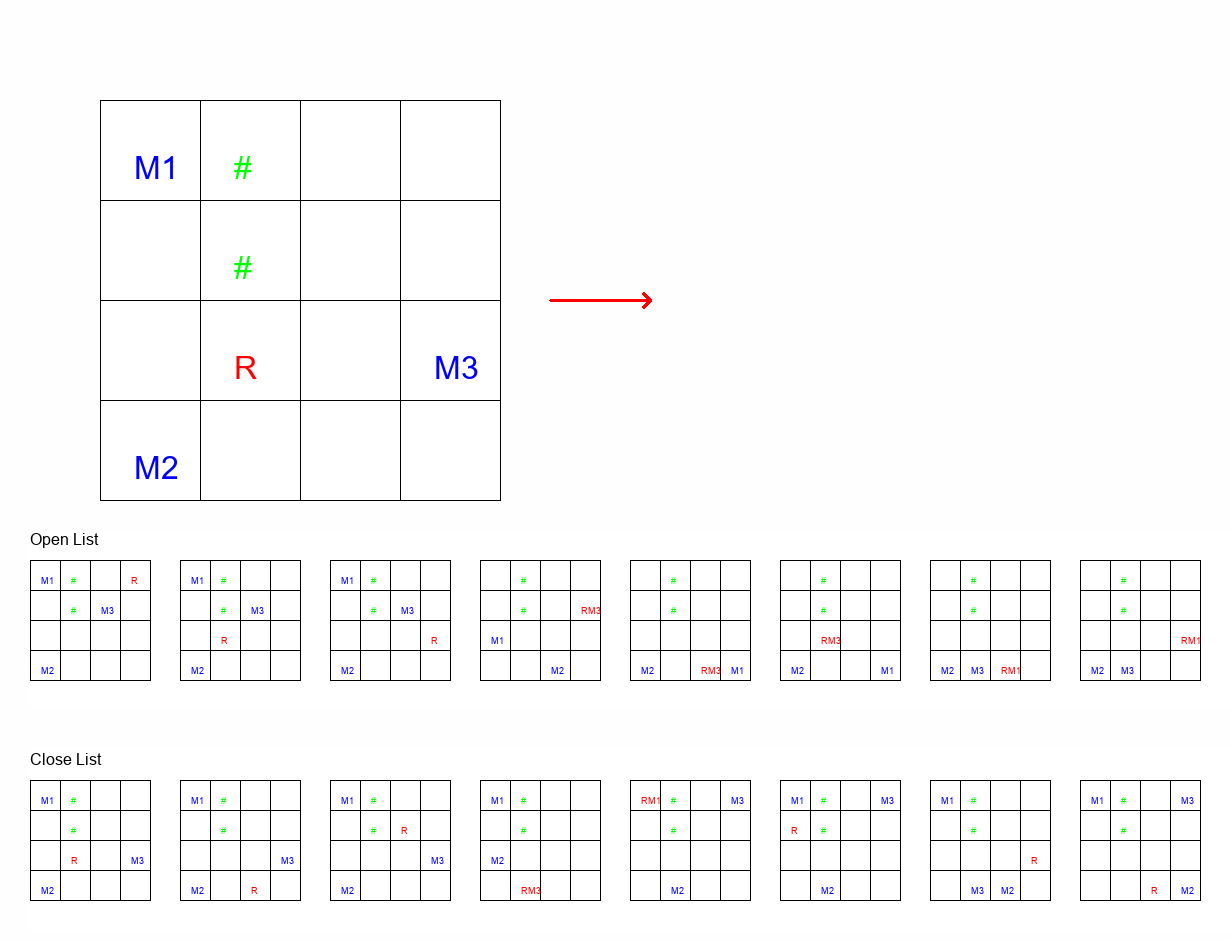 M1 #
#
R M3
M2
Open List
M1 # R M1 # M1 # # # # # #
# M3 # M3 # M3 # RM3 # # # #
R R M1 RM3 RM1
M2 M2 M2 M2 M2 RM3 M1 M2 M1 M2 M3 RM1 M2 M3
Close List
M1 # M1 # M1 # M1 # RM1 # M3 M1 # M3 M1 # M1 # M3
# # # R # # R # # #
R M3 M3 M3 M2 R
M2 M2 R M2 RM3 M2 M2 M3 M2 R M2